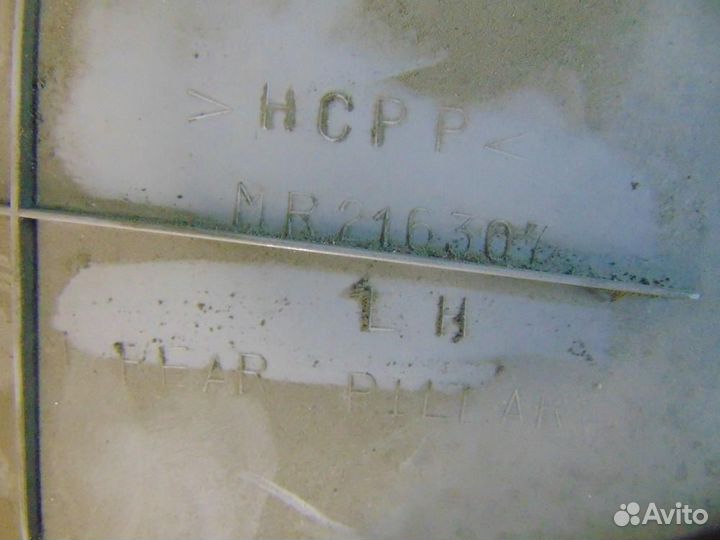 >HCPP<
MR216307
LH
REAR PILLAR
Avito